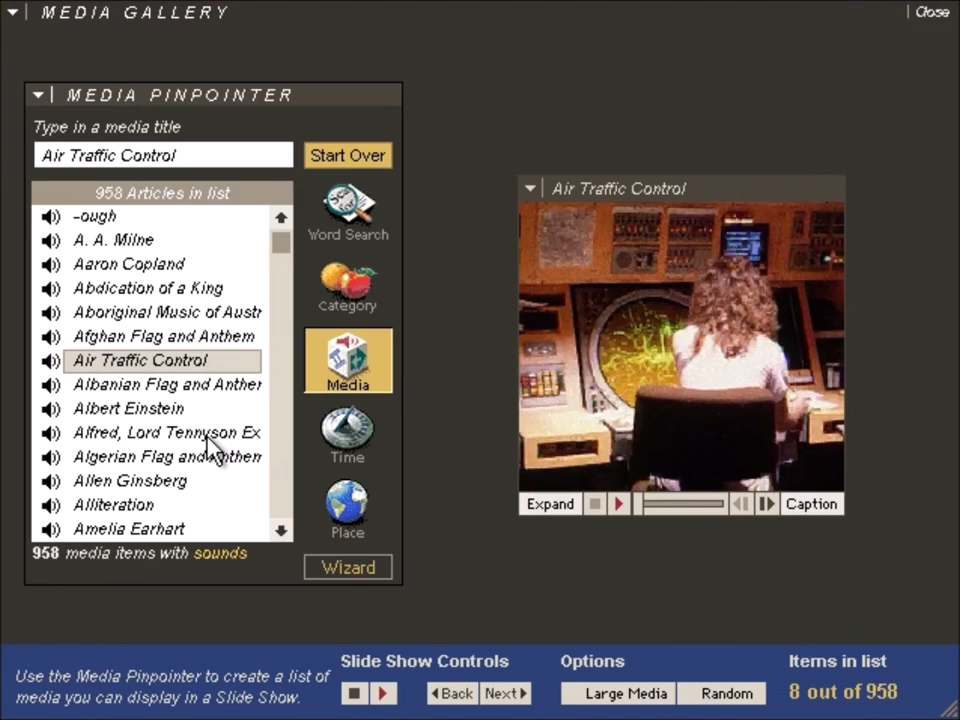 MEDIA GALLERY
Close
MEDIA PINPOINTER
Type in a media title
Air Traffic Control
Start Over
958 Articles in list
-ough
A. A. Milne
Aaron Copland
Abdication of a King
Aboriginal Music of Austr
Afghan Flag and Anthem
Air Traffic Control
Albanian Flag and Anther
Albert Einstein
Alfred, Lord Tennyson Ex
Algerian Flag and Anthem
Allen Ginsberg
Alliteration
Amelia Earhart
958 media items with sounds
Word Search
Category
Media
Time
Place
Wizard
Air Traffic Control
Expand
Caption
Use the Media Pinpointer to create a list of
media you can display in a Slide Show.
Slide Show Controls
Back Next
Options
Large Media Random
Items in list
8 out of 958